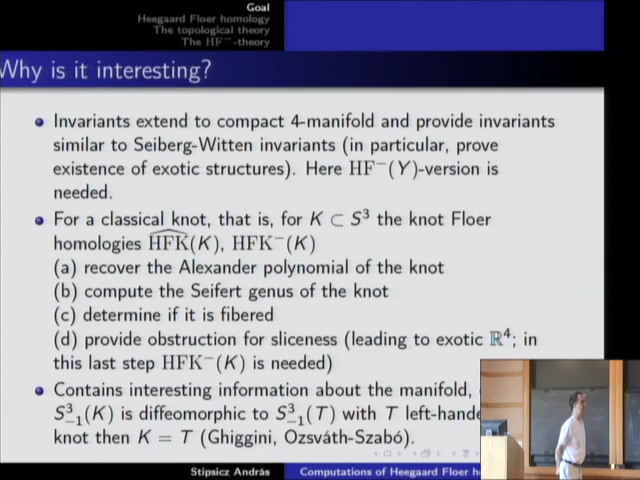 Goal
Heegaard Floer homology
The topological theory
The HF⁻-theory
Why is it interesting?
Invariants extend to compact 4-manifold and provide invariants
similar to Seiberg-Witten invariants (in particular, prove
existence of exotic structures). Here HF⁻(Y)-version is
needed.
For a classical knot, that is, for K ⊂ S³ the knot Floer
homologies \widehat{HFK}(K), HFK⁻(K)
(a) recover the Alexander polynomial of the knot
(b) compute the Seifert genus of the knot
(c) determine if it is fibered
(d) provide obstruction for sliceness (leading to exotic ℝ⁴; in
this last step HFK⁻(K) is needed)
Contains interesting information about the manifold,
S³₋₁(K) is diffeomorphic to S³₋₁(T) with T left-hande
knot then K = T (Ghiggini, Ozsváth-Szabó).
Stipsicz András
Computations of Heegaard Floer h